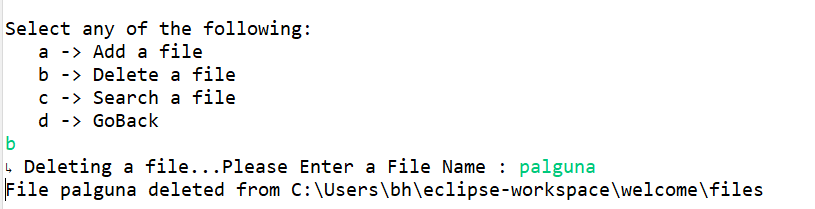 Select any of the following:
a -> Add a file
b -> Delete a file
c -> Search a file
d -> GoBack
b
↳ Deleting a file...Please Enter a File Name : palguna
File palguna deleted from C:\Users\bh\eclipse-workspace\welcome\files